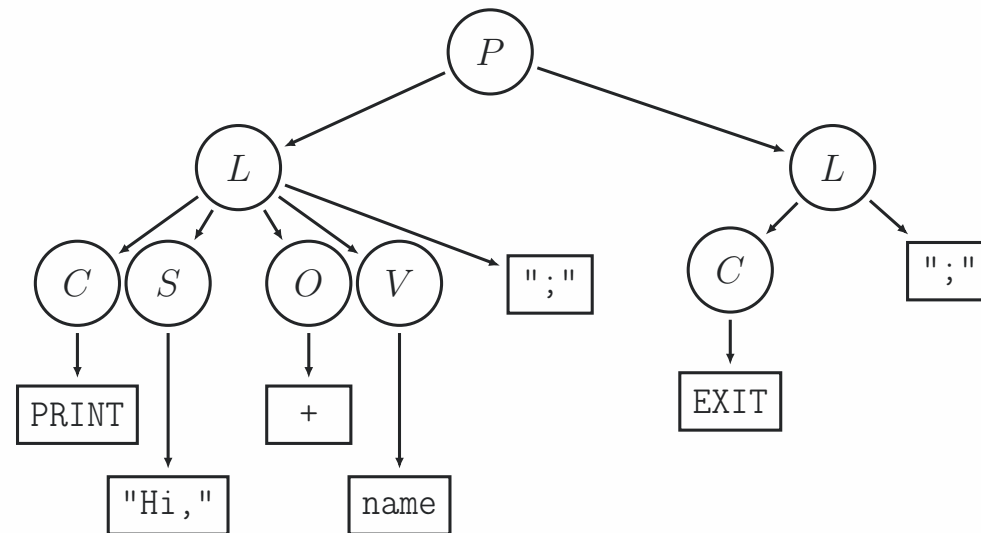 P
L L
C S O V ";" C ";"
PRINT + EXIT
"Hi," name